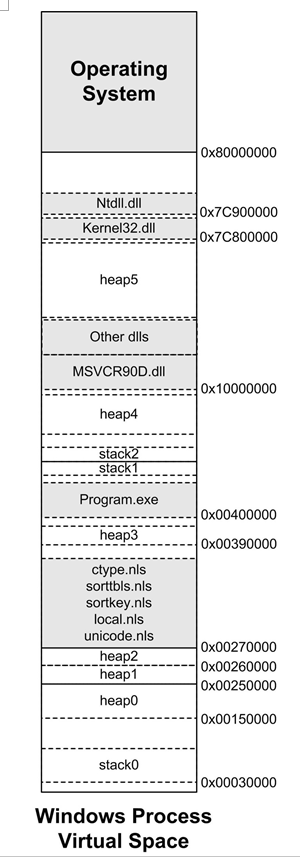 Operating
System
0x80000000
Ntdll.dll
0x7C900000
Kernel32.dll
0x7C800000
heap5
Other dlls
MSVCR90D.dll
0x10000000
heap4
stack2
stack1
Program.exe
0x00400000
heap3
0x00390000
ctype.nls
sorttbls.nls
sortkey.nls
local.nls
unicode.nls
0x00270000
heap2
0x00260000
heap1
0x00250000
heap0
0x00150000
stack0
0x00030000
Windows Process
Virtual Space